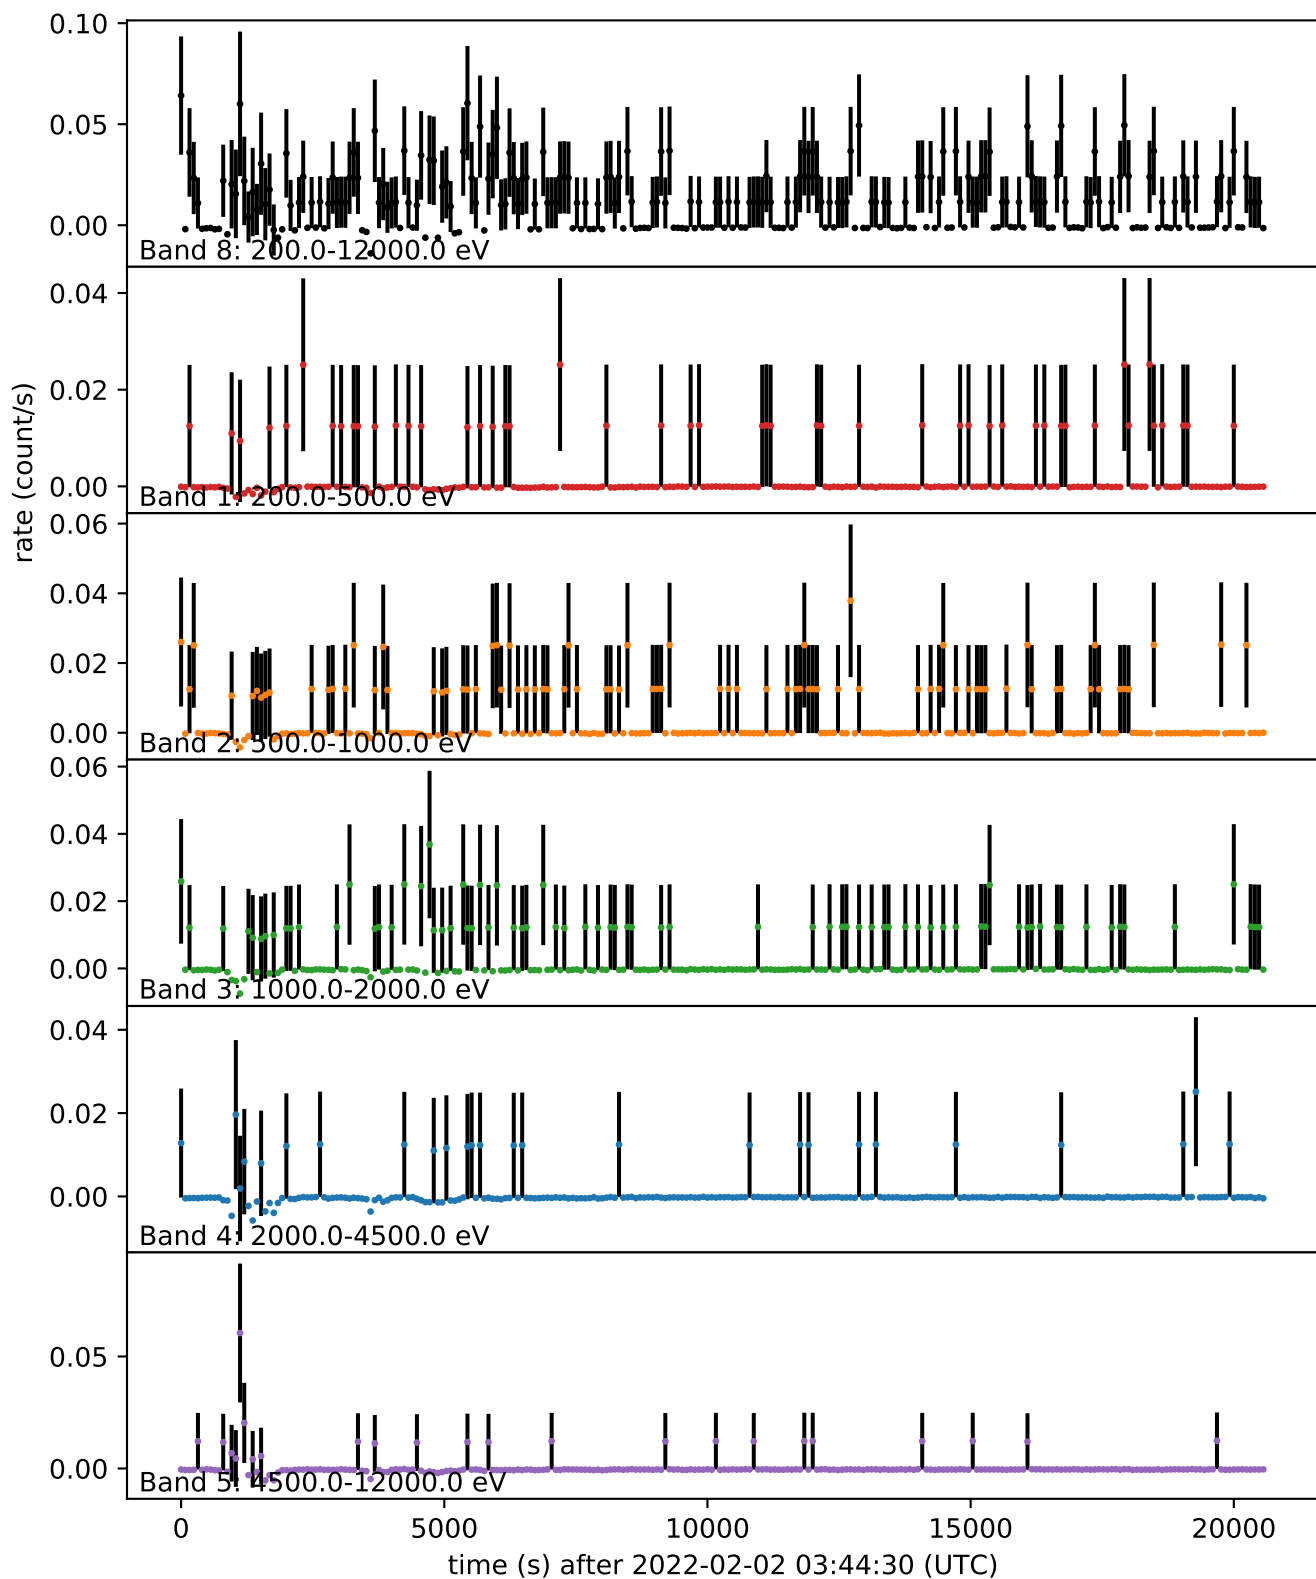 0.10
0.05
0.00
Band 8: 200.0-12000.0 eV
0.04
0.02
0.00
Band 1: 200.0-500.0 eV
rate (count/s)
0.06
0.04
0.02
0.00
Band 2: 500.0-1000.0 eV
0.06
0.04
0.02
0.00
Band 3: 1000.0-2000.0 eV
0.04
0.02
0.00
Band 4: 2000.0-4500.0 eV
0.05
0.00
Band 5: 4500.0-12000.0 eV
0 5000 10000 15000 20000
time (s) after 2022-02-02 03:44:30 (UTC)